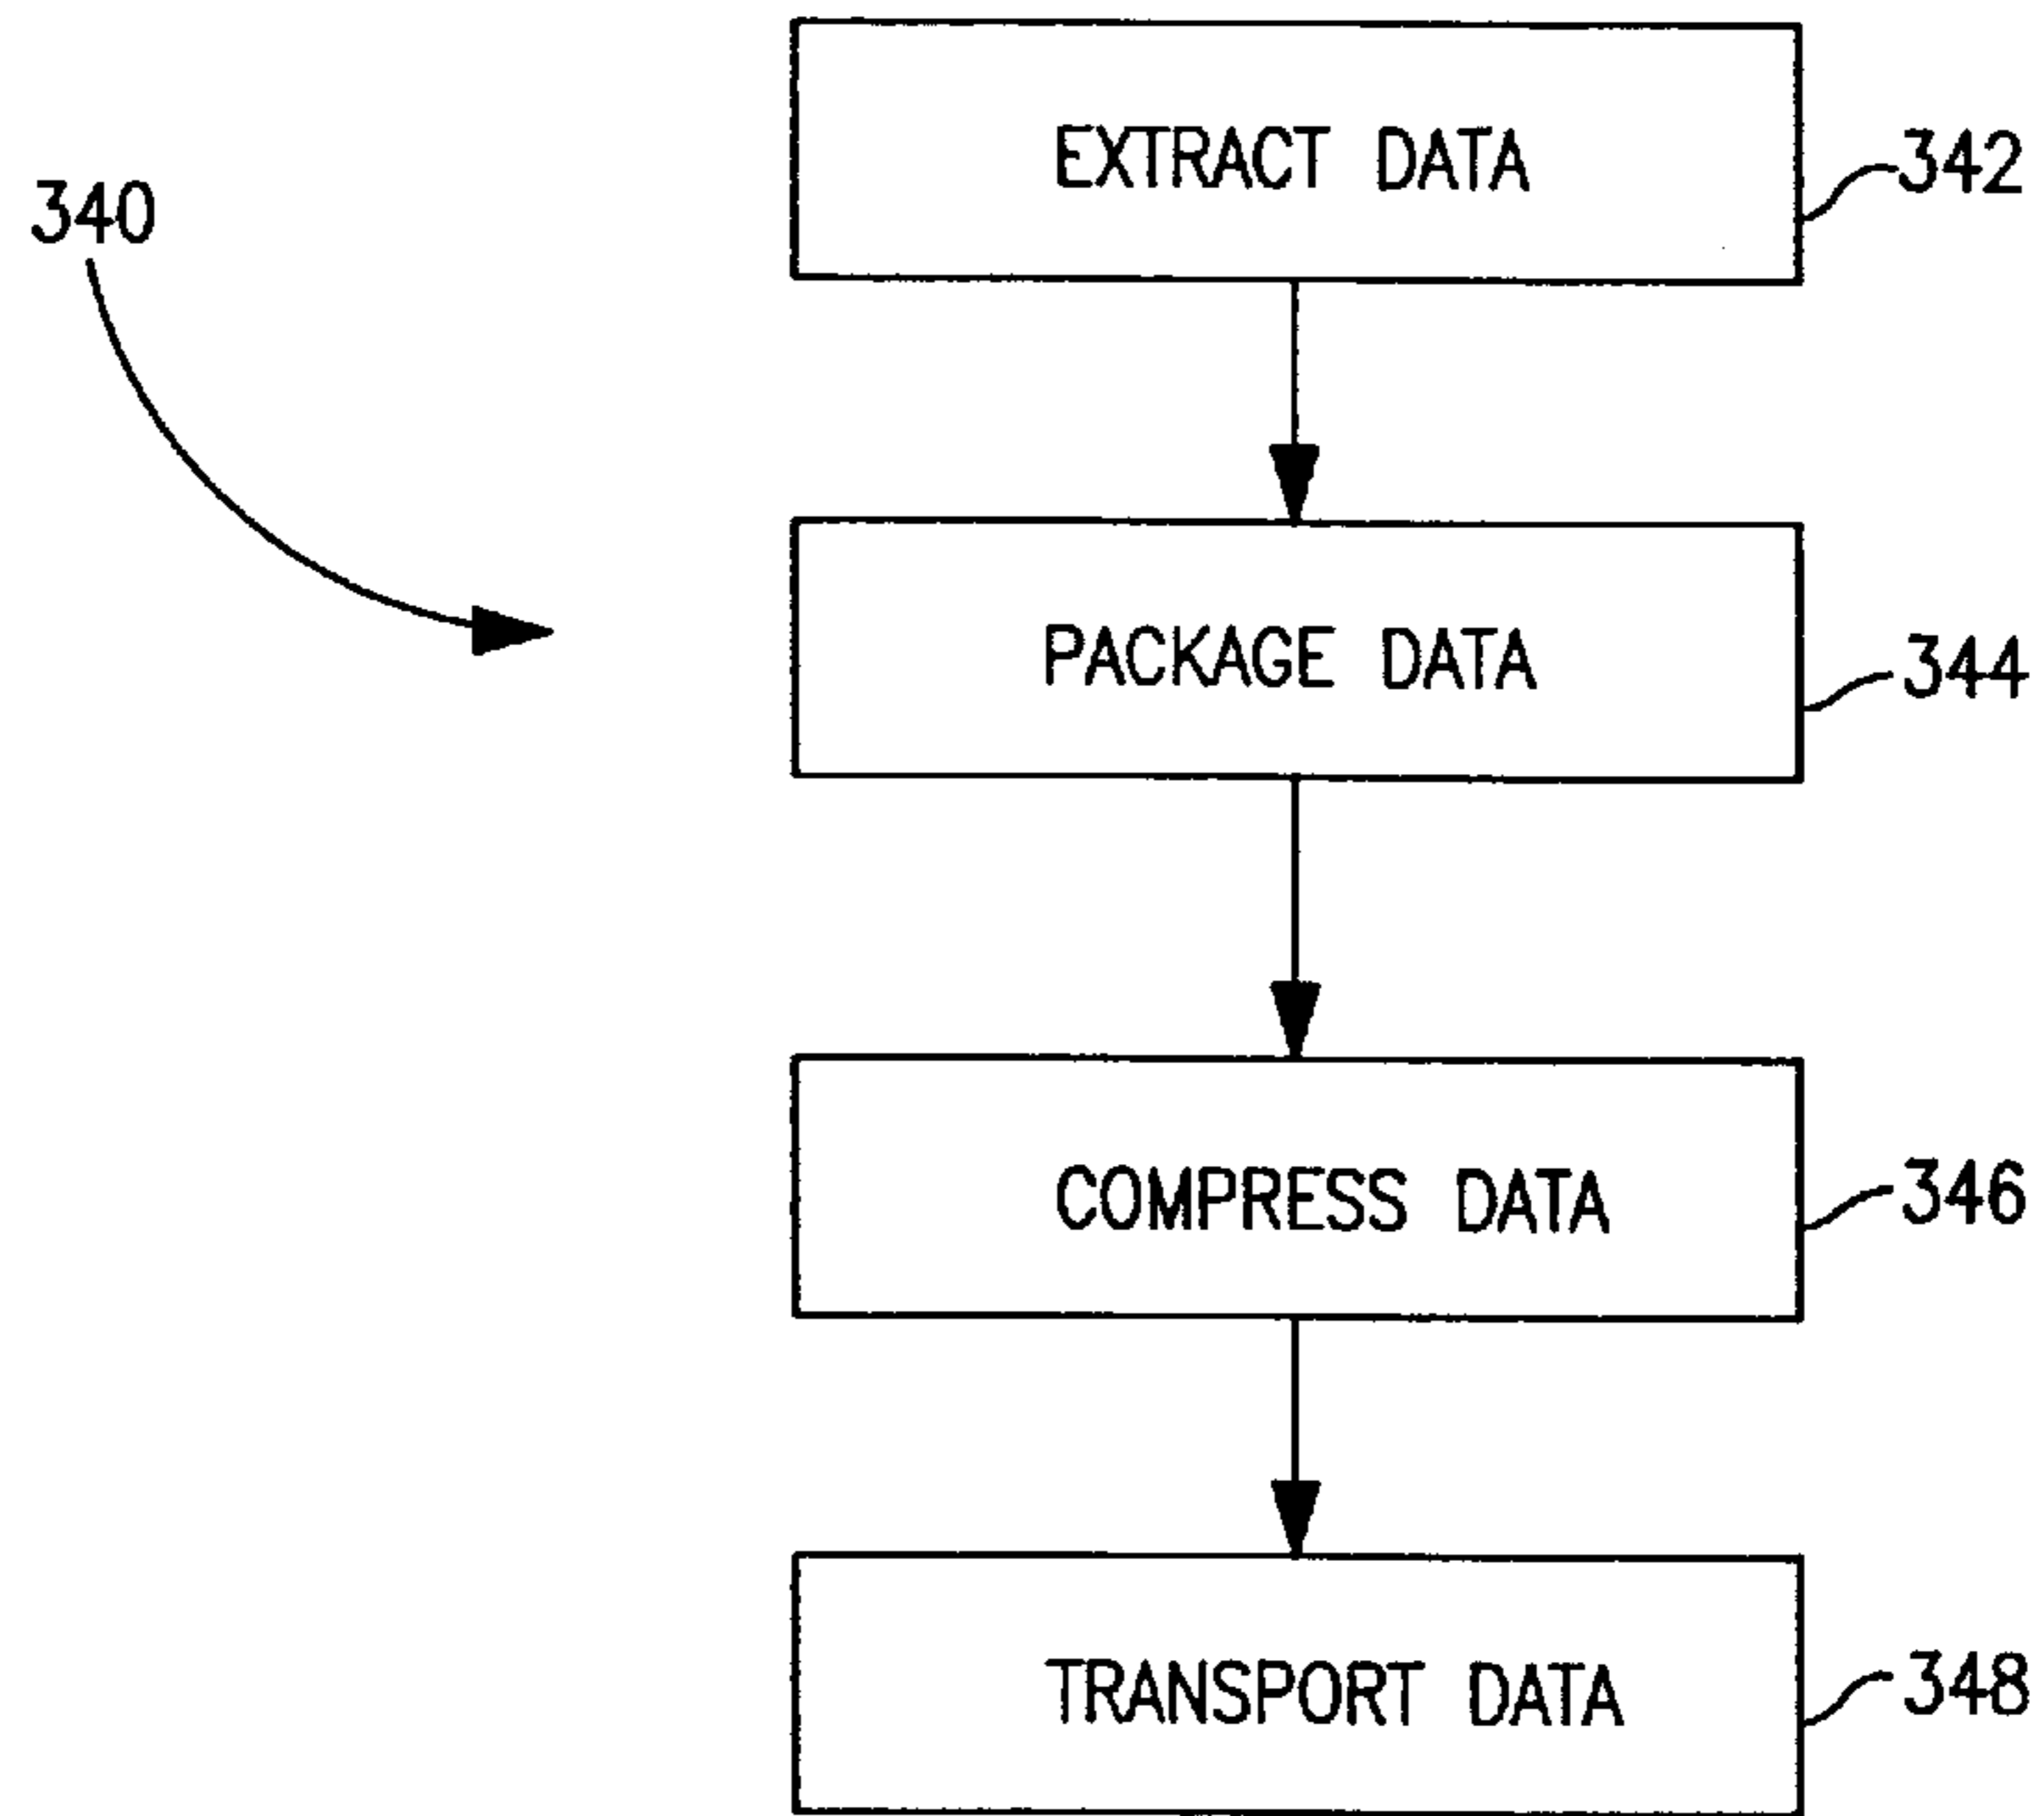 EXTRACT DATA
342
340
PACKAGE DATA
344
COMPRESS DATA
346
TRANSPORT DATA
348